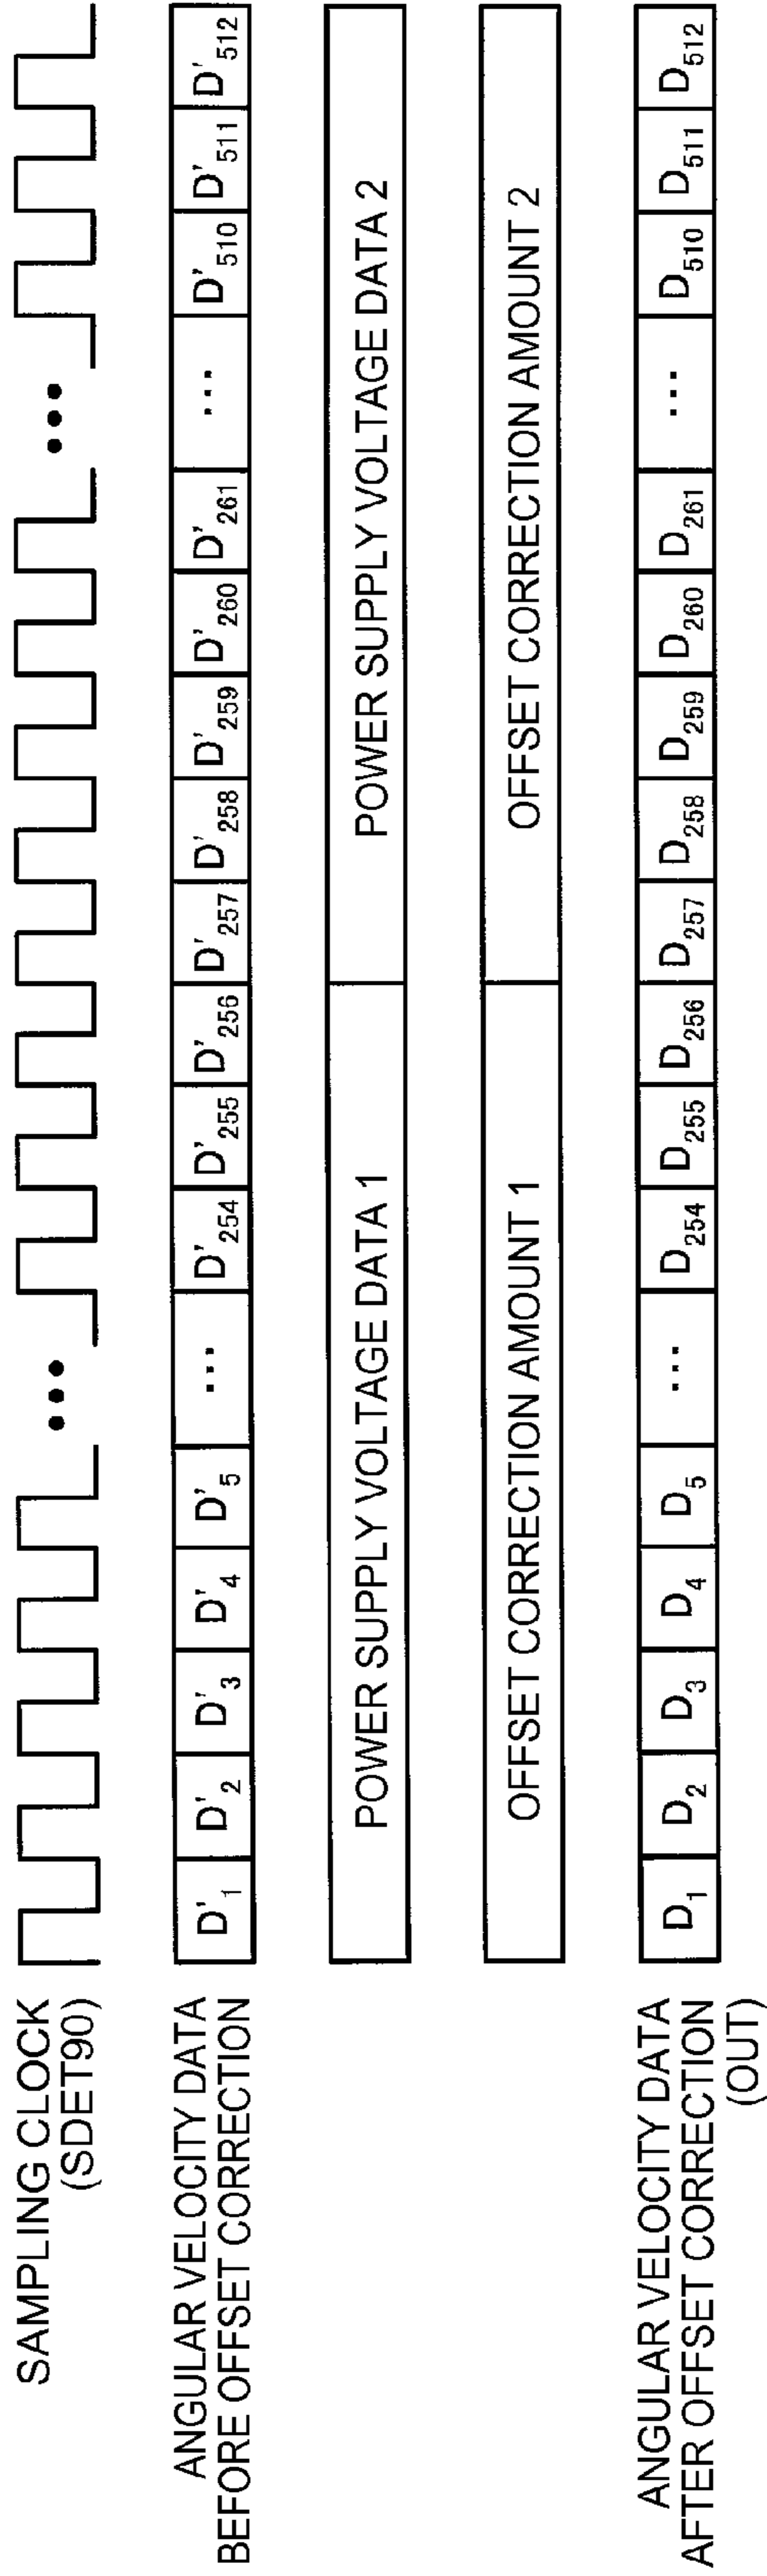 SAMPLING CLOCK
(SDET90)
•••
•••
ANGULAR VELOCITY DATA
BEFORE OFFSET CORRECTION
D'1 D'2 D'3 D'4 D'5 ... D'254 D'255 D'256 D'257 D'258 D'259 D'260 D'261 ... D'510 D'511 D'512
POWER SUPPLY VOLTAGE DATA 1 POWER SUPPLY VOLTAGE DATA 2
OFFSET CORRECTION AMOUNT 1 OFFSET CORRECTION AMOUNT 2
ANGULAR VELOCITY DATA
AFTER OFFSET CORRECTION
(OUT)
D1 D2 D3 D4 D5 ... D254 D255 D256 D257 D258 D259 D260 D261 ... D510 D511 D512